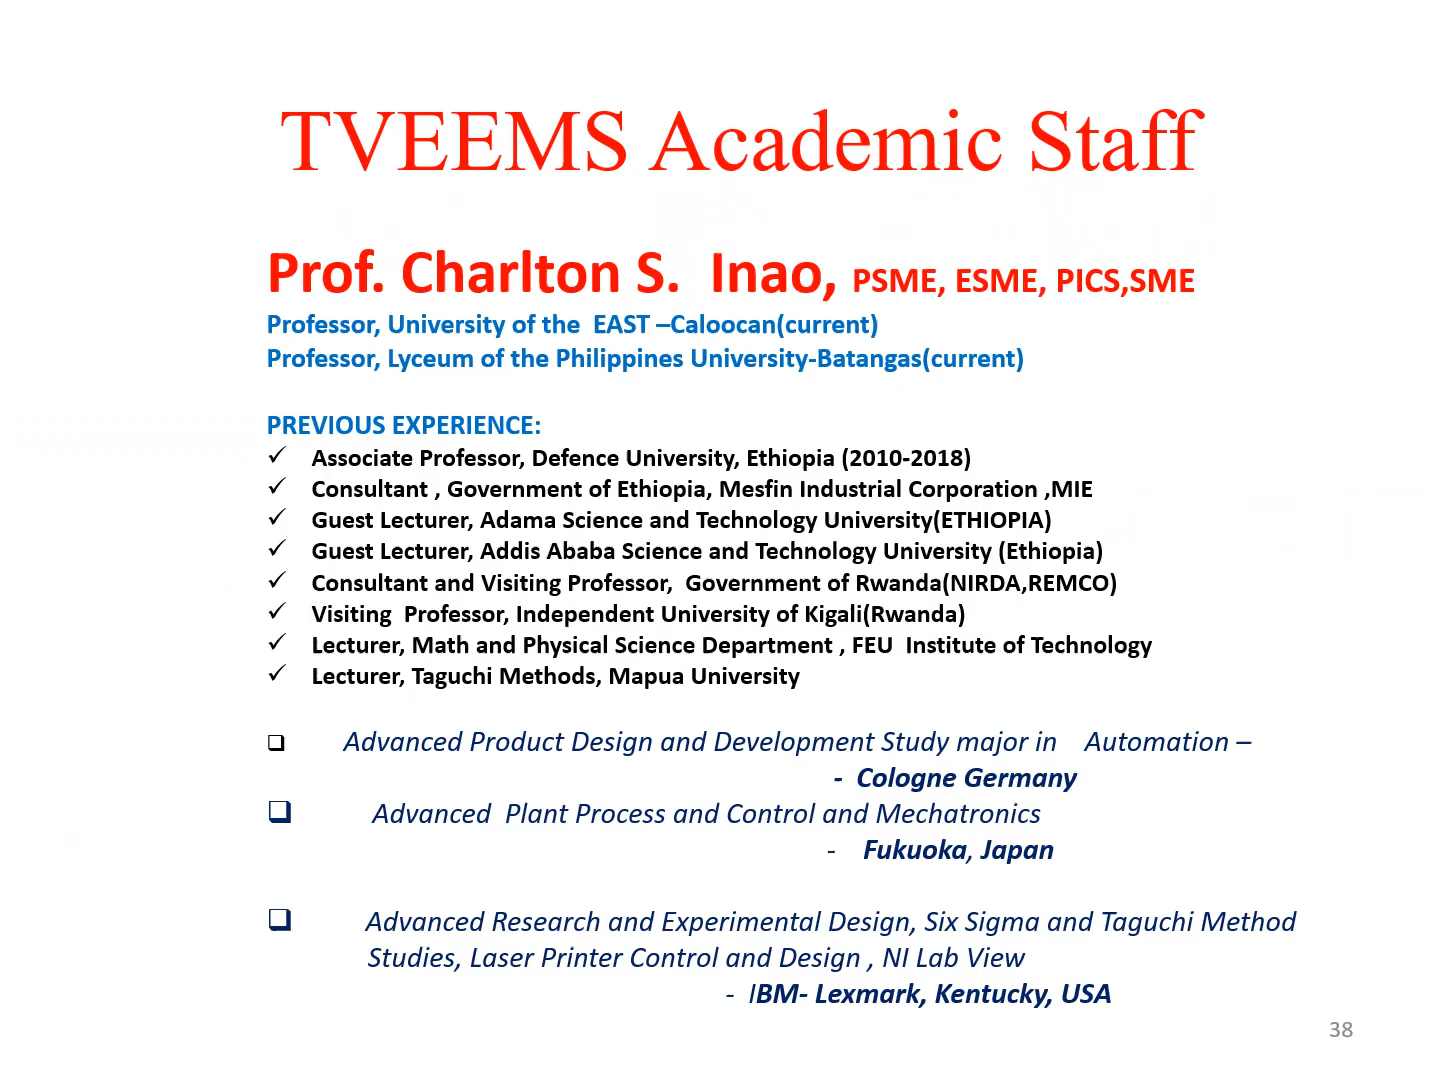 TVEEMS Academic Staff
Prof. Charlton S. Inao, PSME, ESME, PICS,SME
Professor, University of the EAST –Caloocan(current)
Professor, Lyceum of the Philippines University-Batangas(current)
PREVIOUS EXPERIENCE:
✓ Associate Professor, Defence University, Ethiopia (2010-2018)
✓ Consultant , Government of Ethiopia, Mesfin Industrial Corporation ,MIE
✓ Guest Lecturer, Adama Science and Technology University(ETHIOPIA)
✓ Guest Lecturer, Addis Ababa Science and Technology University (Ethiopia)
✓ Consultant and Visiting Professor, Government of Rwanda(NIRDA,REMCO)
✓ Visiting Professor, Independent University of Kigali(Rwanda)
✓ Lecturer, Math and Physical Science Department , FEU Institute of Technology
✓ Lecturer, Taguchi Methods, Mapua University
❑ Advanced Product Design and Development Study major in Automation –
- Cologne Germany
❑ Advanced Plant Process and Control and Mechatronics
- Fukuoka, Japan
❑ Advanced Research and Experimental Design, Six Sigma and Taguchi Method
Studies, Laser Printer Control and Design , NI Lab View
- IBM- Lexmark, Kentucky, USA
38